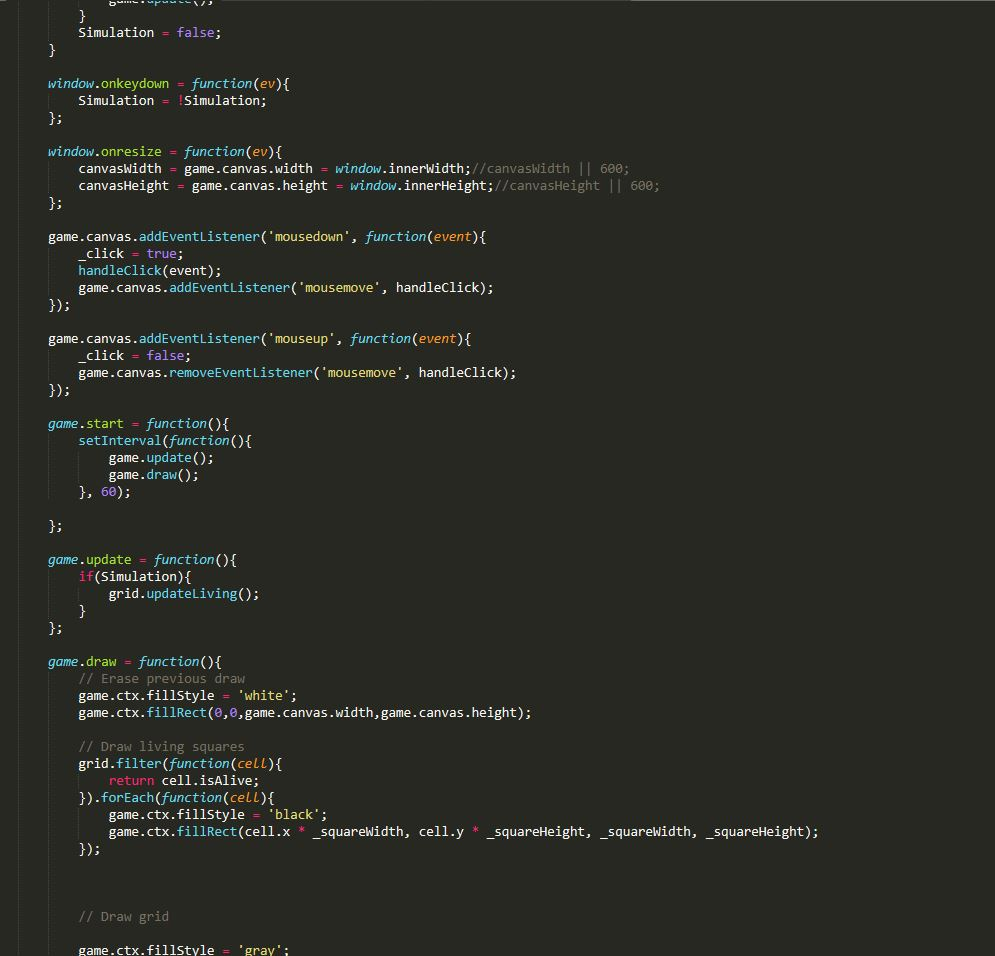 game.update();
}
Simulation = false;
}
window.onkeydown = function(ev){
Simulation = !Simulation;
};
window.onresize = function(ev){
canvasWidth = game.canvas.width = window.innerWidth;//canvasWidth || 600;
canvasHeight = game.canvas.height = window.innerHeight;//canvasHeight || 600;
};
game.canvas.addEventListener('mousedown', function(event){
_click = true;
handleClick(event);
game.canvas.addEventListener('mousemove', handleClick);
});
game.canvas.addEventListener('mouseup', function(event){
_click = false;
game.canvas.removeEventListener('mousemove', handleClick);
});
game.start = function(){
setInterval(function(){
game.update();
game.draw();
}, 60);
};
game.update = function(){
if(Simulation){
grid.updateLiving();
}
};
game.draw = function(){
// Erase previous draw
game.ctx.fillStyle = 'white';
game.ctx.fillRect(0,0,game.canvas.width,game.canvas.height);
// Draw living squares
grid.filter(function(cell){
return cell.isAlive;
}).forEach(function(cell){
game.ctx.fillStyle = 'black';
game.ctx.fillRect(cell.x * _squareWidth, cell.y * _squareHeight, _squareWidth, _squareHeight);
});
// Draw grid
game.ctx.fillStyle = 'gray';